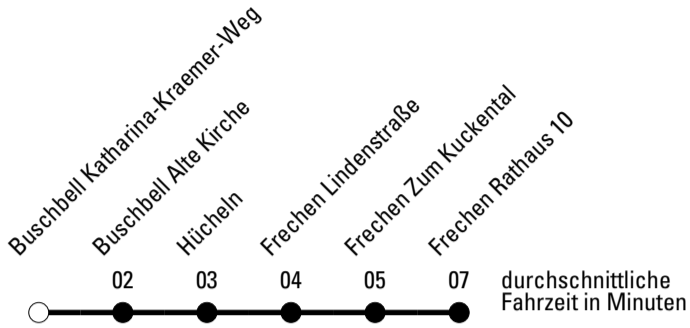 Buschbell Katharina-Kraemer-Weg
Buschbell Alte Kirche
Hücheln
Frechen Lindenstraße
Frechen Zum Kuckental
Frechen Rathaus 10
02 03 04 05 07
durchschnittliche
Fahrzeit in Minuten